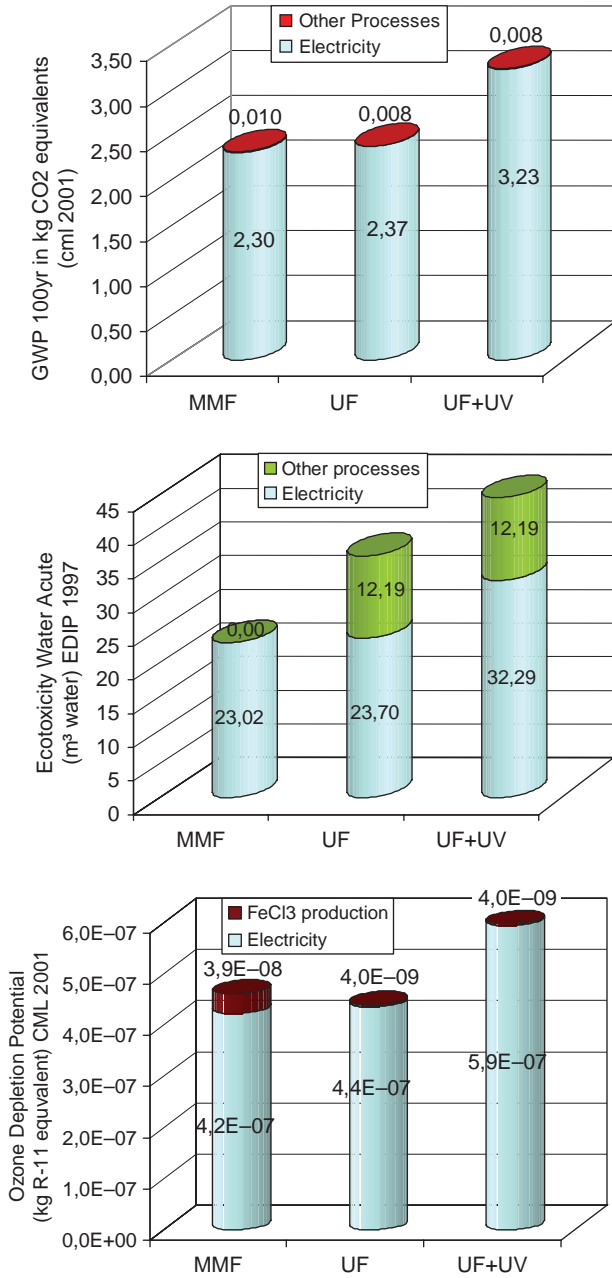 Other Processes
Electricity
GWP 100yr in kg CO2 equivalents
(cml 2001)
3,50
3,00
2,50
2,00
1,50
1,00
0,50
0,00
0,010
0,008
0,008
2,30
2,37
3,23
MMF
UF
UF+UV
Other processes
Electricity
Ecotoxicity Water Acute
(m³ water) EDIP 1997
45
40
35
30
25
20
15
10
5
0
0,00
12,19
12,19
23,02
23,70
32,29
MMF
UF
UF+UV
FeCl3 production
Electricity
Ozone Depletion Potential
(kg R-11 equvalent) CML 2001
6,0E–07
5,0E–07
4,0E–07
3,0E–07
2,0E–07
1,0E–07
0,0E+00
3,9E–08
4,0E–09
4,0E–09
4,2E–07
4,4E–07
5,9E–07
MMF
UF
UF+UV